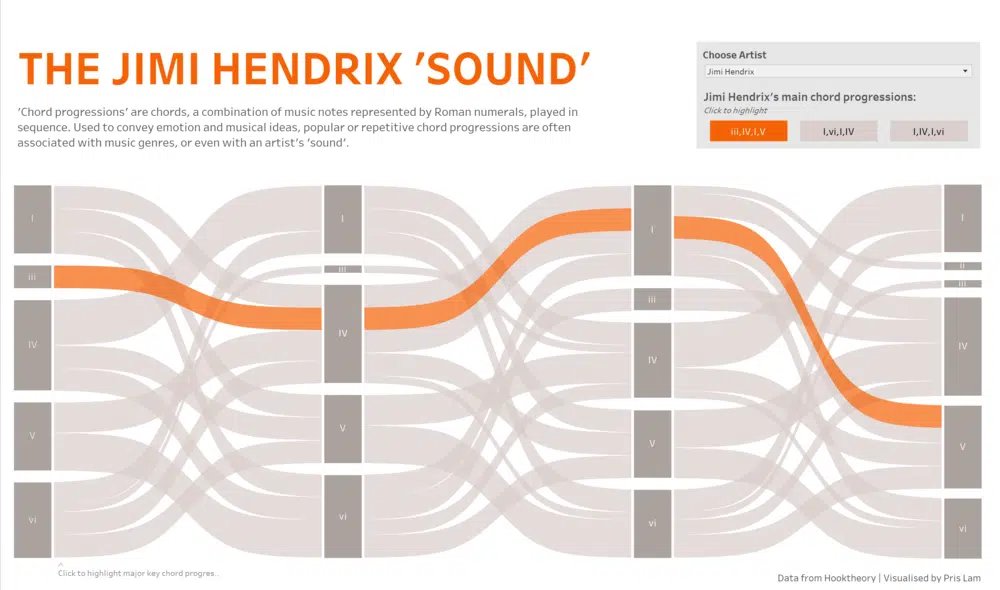 THE JIMI HENDRIX ’SOUND’
’Chord progressions’ are chords, a combination of music notes represented by Roman numerals, played in
sequence. Used to convey emotion and musical ideas, popular or repetitive chord progressions are often
associated with music genres, or even with an artist’s ’sound’.
Choose Artist
Jimi Hendrix
Jimi Hendrix’s main chord progressions:
Click to highlight
iii,IV,I,V
I,vi,I,IV
I,IV,I,vi
I
iii
IV
V
vi
I
iii
IV
V
vi
I
iii
IV
V
vi
I
ii
iii
IV
V
vi
Click to highlight major key chord progres..
Data from Hooktheory | Visualised by Pris Lam